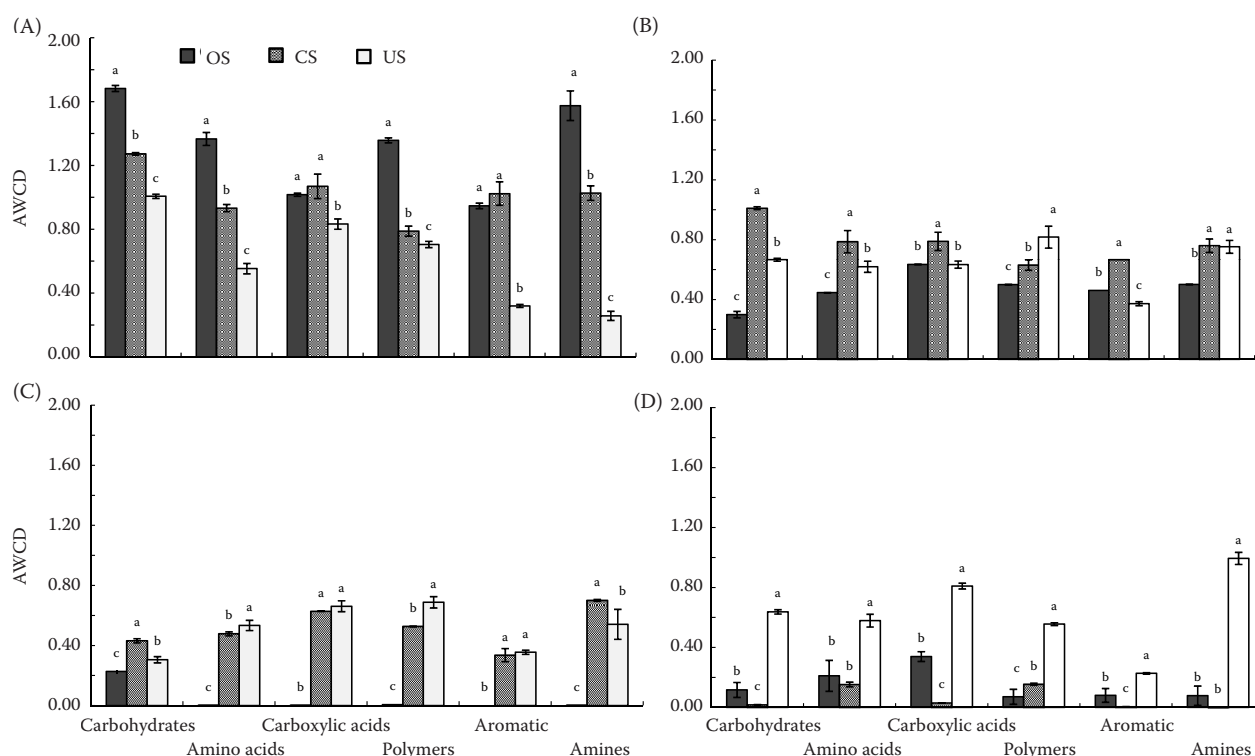 (A)
2.00
1.60
1.20
0.80
0.40
0.00
AWCD
OS CS US
a b c
a b c
a a b
a b c
a a b
a b c
(B)
2.00
1.60
1.20
0.80
0.40
0.00
c a b
c a b
b a b
c b a
b a c
b a a
(C)
2.00
1.60
1.20
0.80
0.40
0.00
AWCD
c a b
c b a
b a a
c b a
b a a
c a b
Carbohydrates Carboxylic acids Aromatic
Amino acids Polymers Amines
(D)
2.00
1.60
1.20
0.80
0.40
0.00
b c a
b b a
b c a
c b a
b c a
b b a
Carbohydrates Carboxylic acids Aromatic
Amino acids Polymers Amines